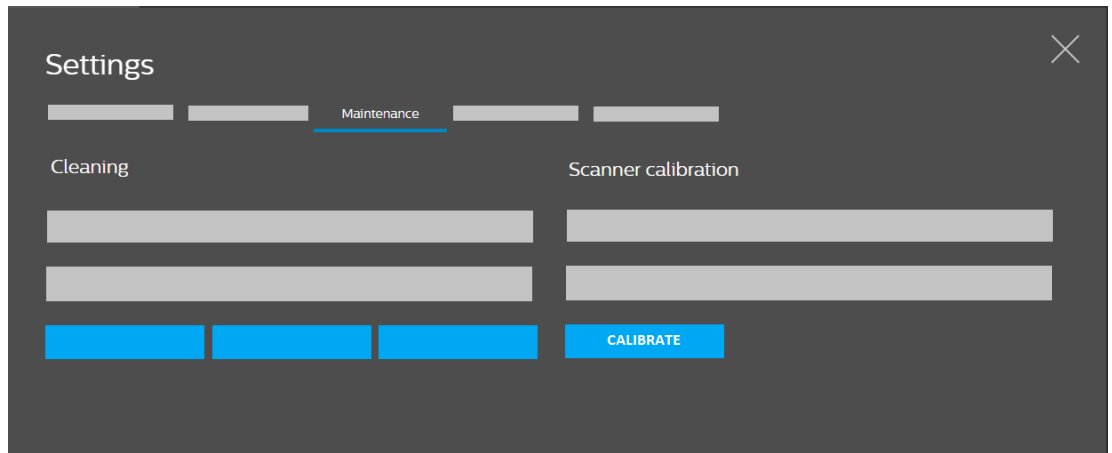 Settings
Maintenance
Cleaning
Scanner calibration
CALIBRATE